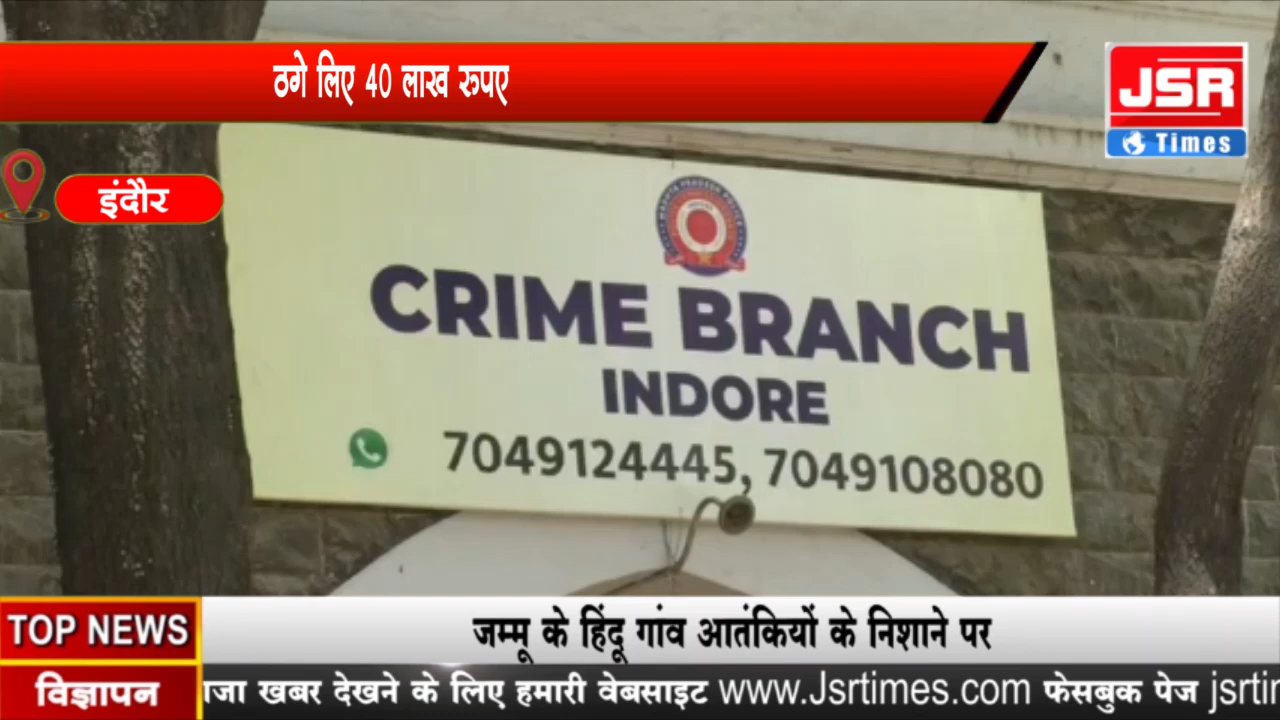 ठगे लिए 40 लाख रुपए
JSR
Times
इंदौर
CRIME BRANCH
INDORE
7049124445, 7049108080
TOP NEWS
जम्मू के हिंदू गांव आतंकियों के निशाने पर
विज्ञापन
ाजा खबर देखने के लिए हमारी वेबसाइट www.Jsrtimes.com फेसबुक पेज jsrtir